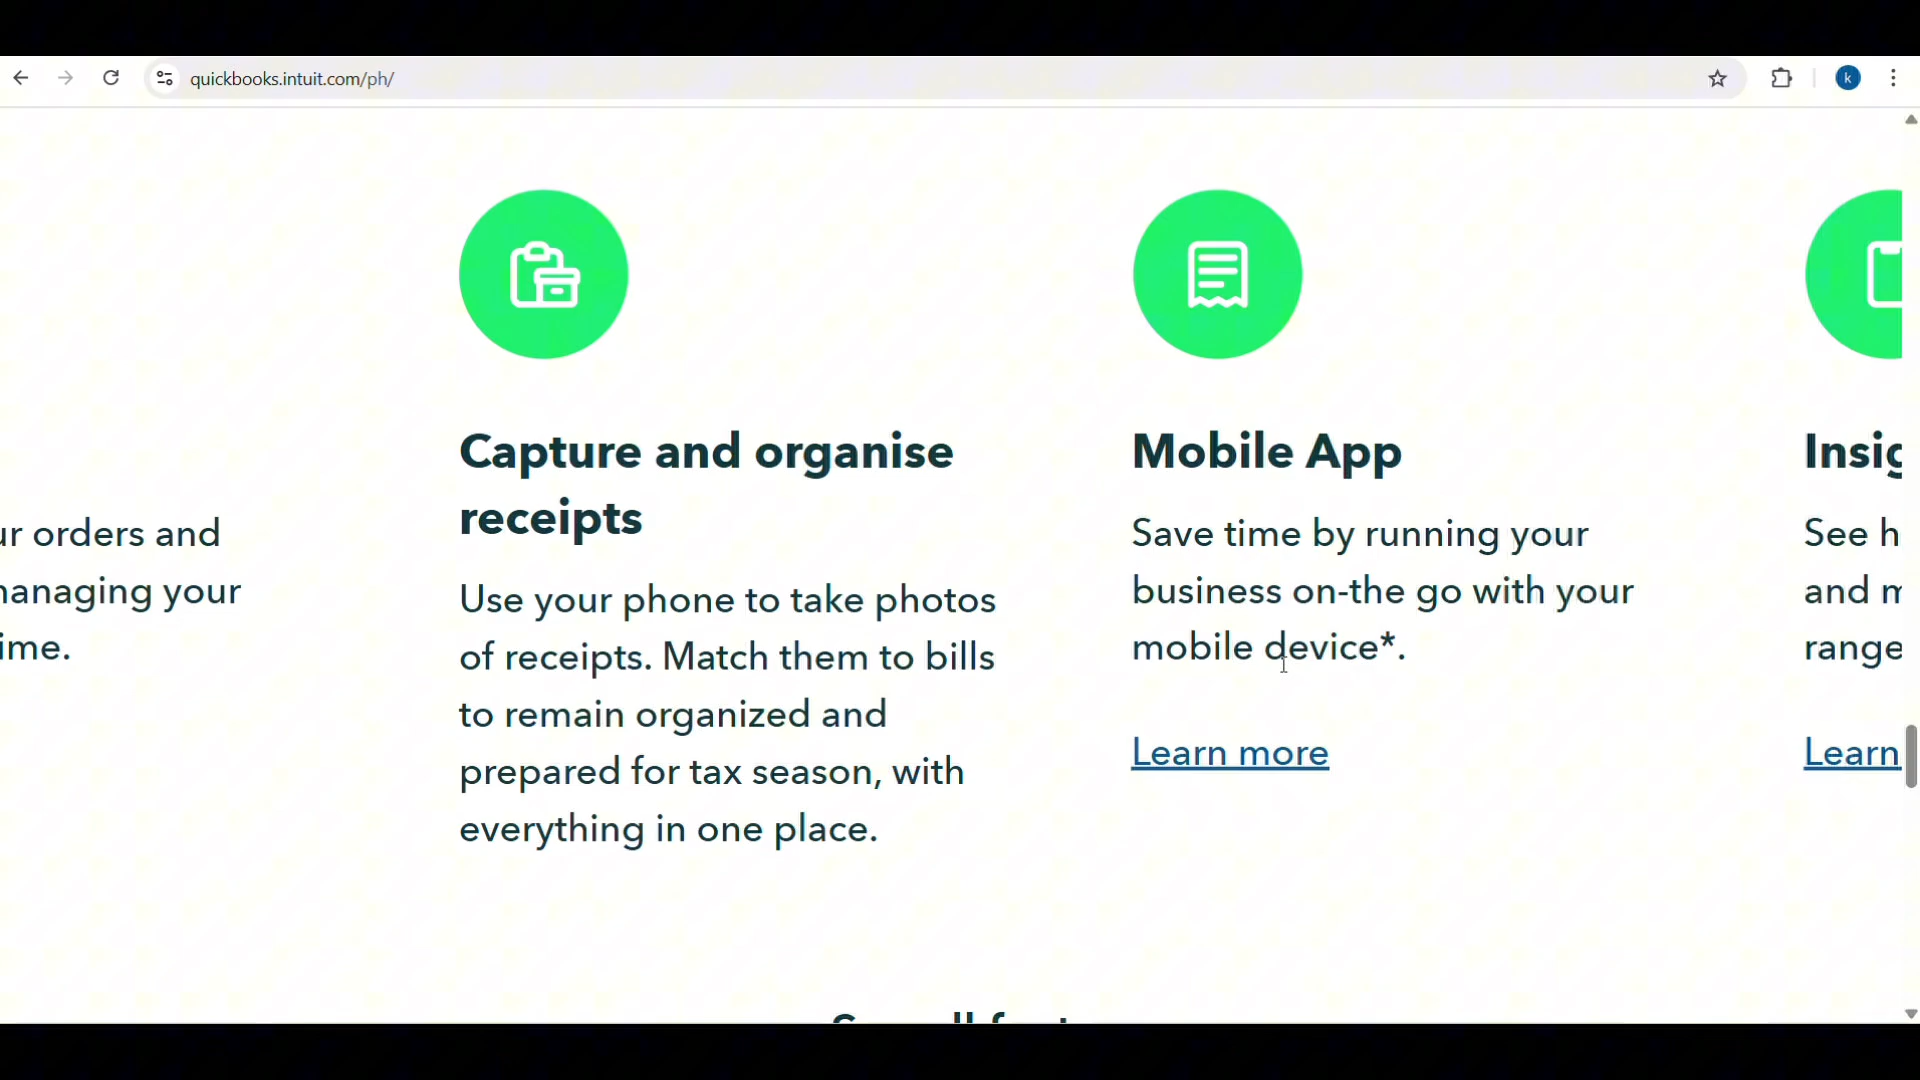 quickbooks.intuit.com/ph/
k
orders and
managing your
Capture and organise
receipts
Use your phone to take photos
of receipts. Match them to bills
to remain organized and
prepared for tax season, with
everything in one place.
Mobile App
Save time by running your
business on-the go with your
mobile device*.
Learn more
See
and
range
Learn